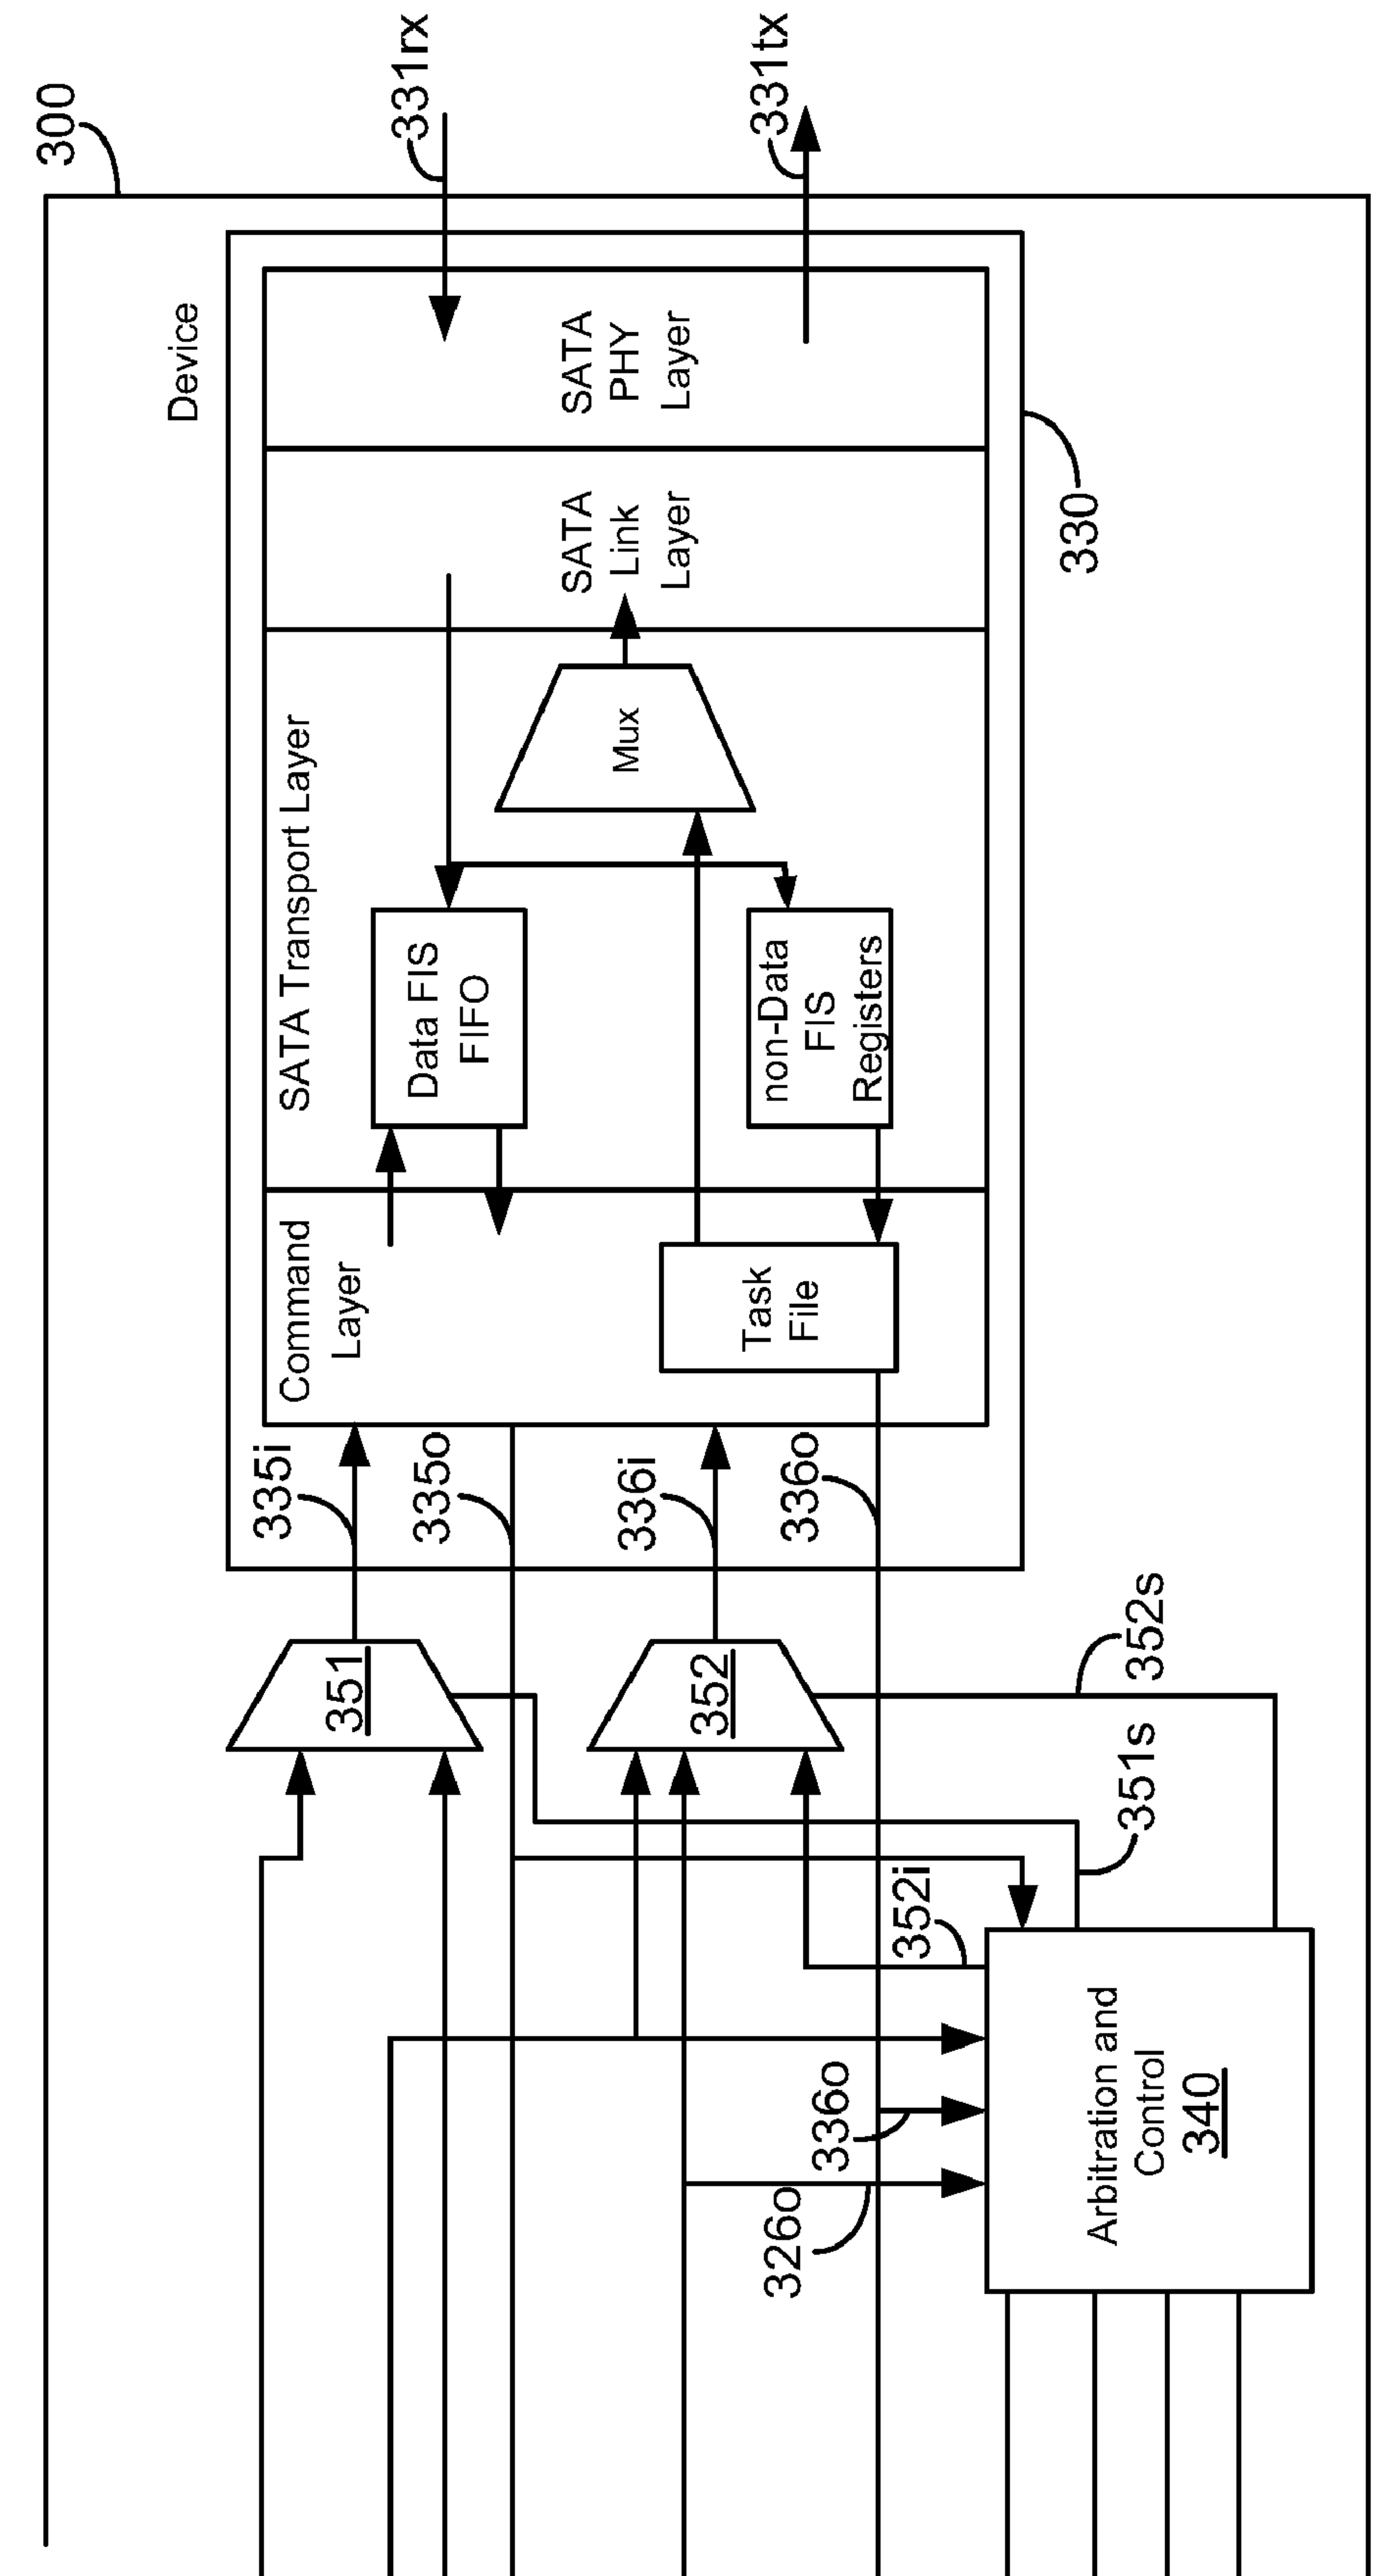 300
331rx
331tx
Device
SATA
PHY
Layer
SATA
Link
Layer
330
SATA Transport Layer
Mux
Data FIS
FIFO
non-Data
FIS
Registers
Command
Layer
Task
File
335i
335o
336i
336o
351
352
352s
351s
352i
336o
326o
Arbitration and
Control
340